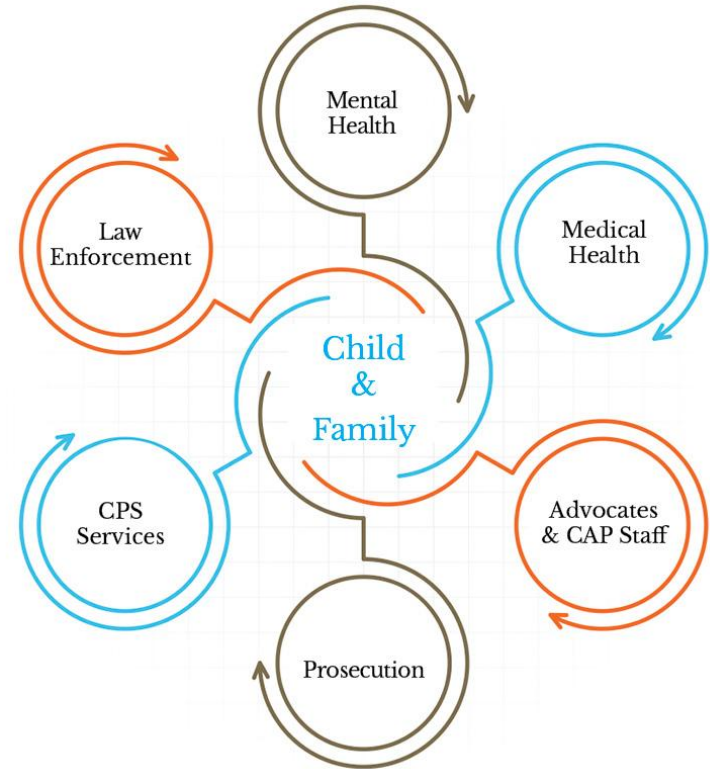 Mental
Health
Law
Enforcement
Medical
Health
Child
&
Family
CPS
Services
Advocates
& CAP Staff
Prosecution